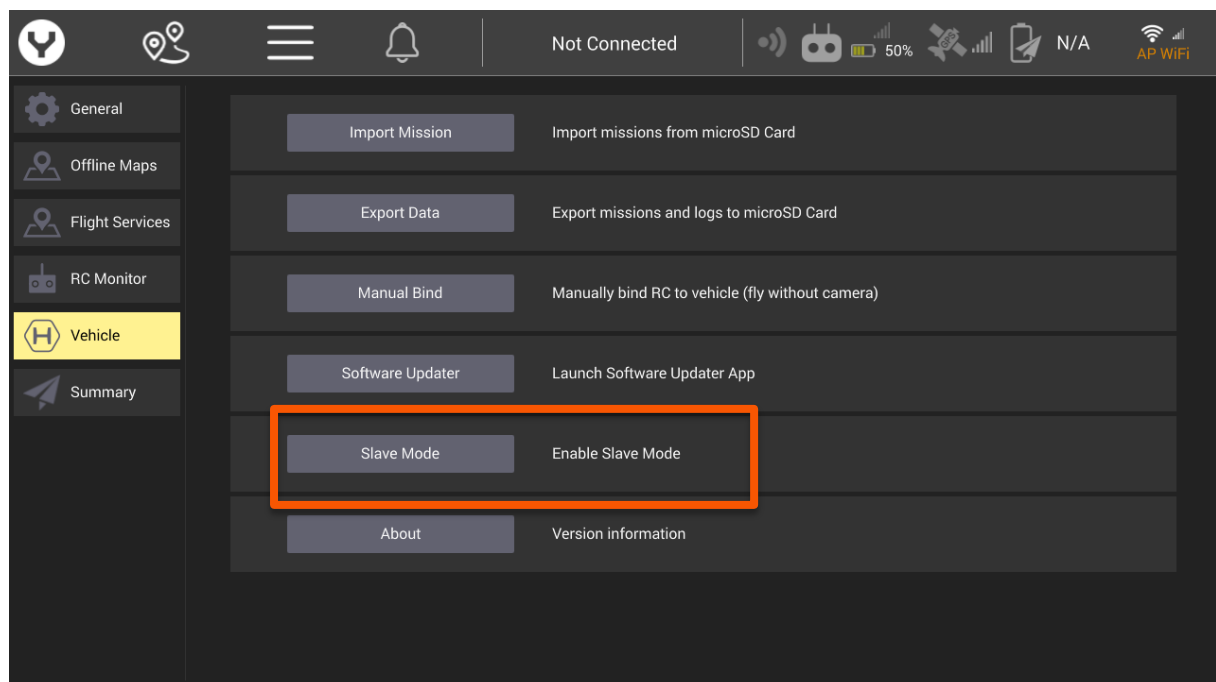 Not Connected
50%
N/A
AP WiFi
General
Offline Maps
Flight Services
RC Monitor
Vehicle
Summary
Import Mission
Import missions from microSD Card
Export Data
Export missions and logs to microSD Card
Manual Bind
Manually bind RC to vehicle (fly without camera)
Software Updater
Launch Software Updater App
Slave Mode
Enable Slave Mode
About
Version information